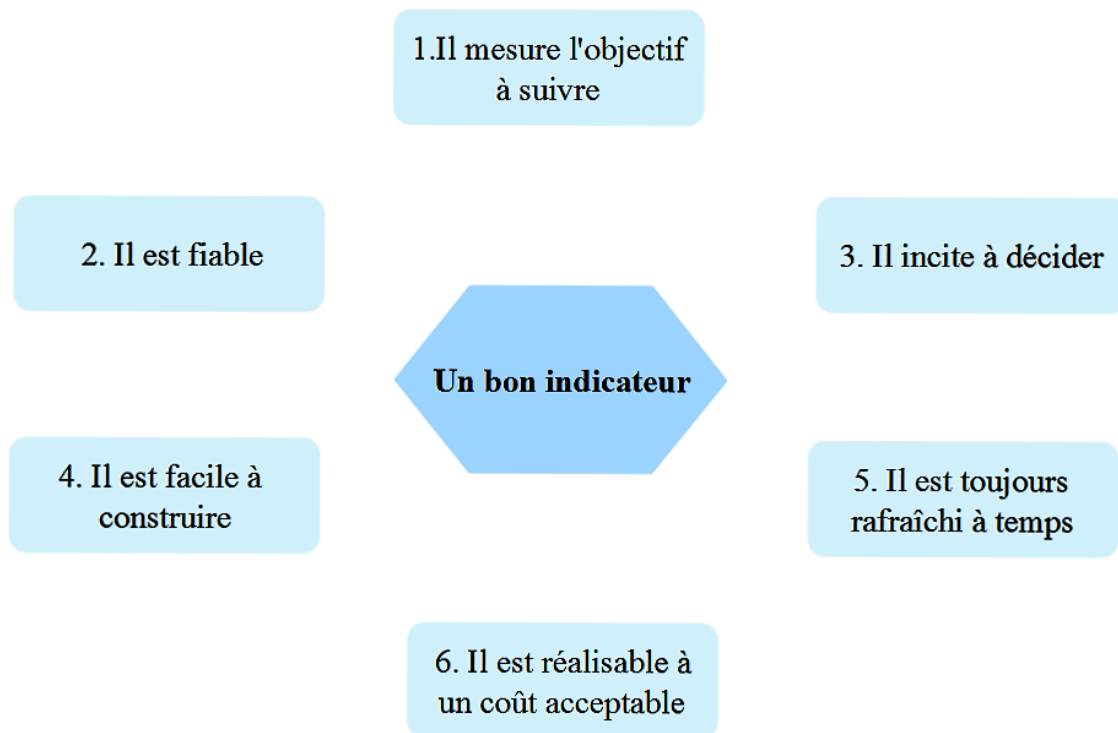 1.Il mesure l'objectif
à suivre
2. Il est fiable
3. Il incite à décider
Un bon indicateur
4. Il est facile à
construire
5. Il est toujours
rafraîchi à temps
6. Il est réalisable à
un coût acceptable